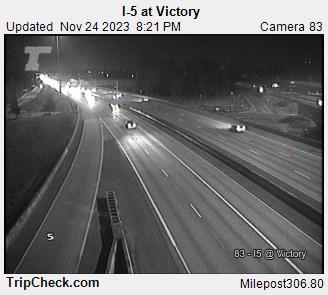 I-5 at Victory
Updated Nov 24 2023 8:21 PM Camera 83
S
83 - I5 @ Victory
TripCheck.com Milepost306.80